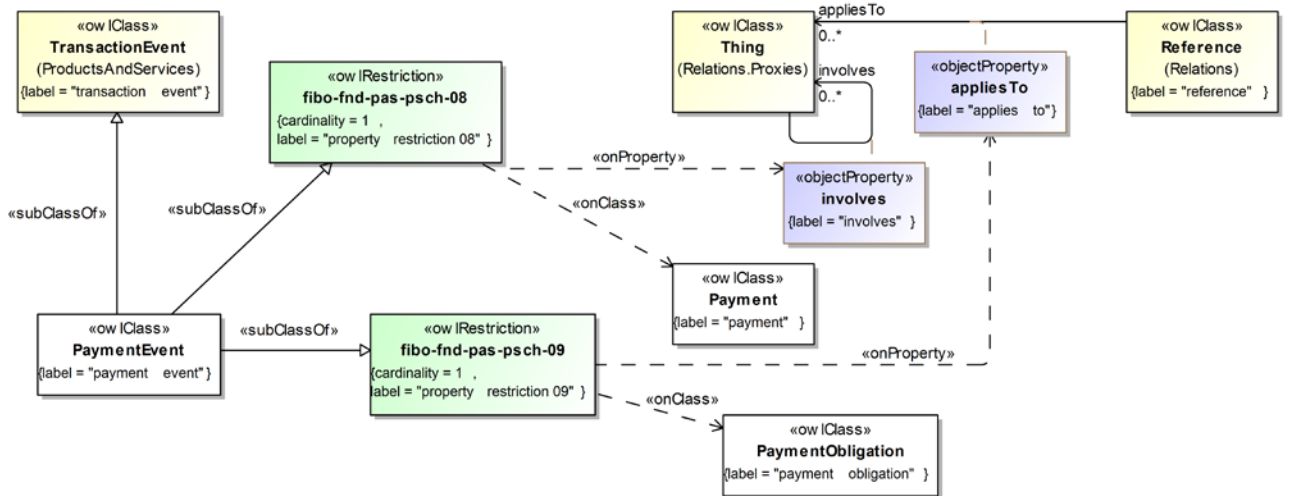 «owlClass»
TransactionEvent
(ProductsAndServices)
{label = "transaction event" }
«owlRestriction»
fibo-fnd-pas-psch-08
{cardinality = 1 ,
label = "property restriction 08" }
«owlClass»
Thing
(Relations.Proxies)
appliesTo
0..*
involves
0..*
«owlClass»
Reference
(Relations)
{label = "reference" }
«objectProperty»
appliesTo
{label = "applies to"}
«onProperty»
«objectProperty»
involves
{label = "involves" }
«subClassOf»
«subClassOf»
«onClass»
«owlClass»
Payment
{label = "payment" }
«owlClass»
PaymentEvent
{label = "payment event" }
«subClassOf»
«owlRestriction»
fibo-fnd-pas-psch-09
{cardinality = 1 ,
label = "property restriction 09" }
«onProperty»
«onClass»
«owlClass»
PaymentObligation
{label = "payment obligation" }